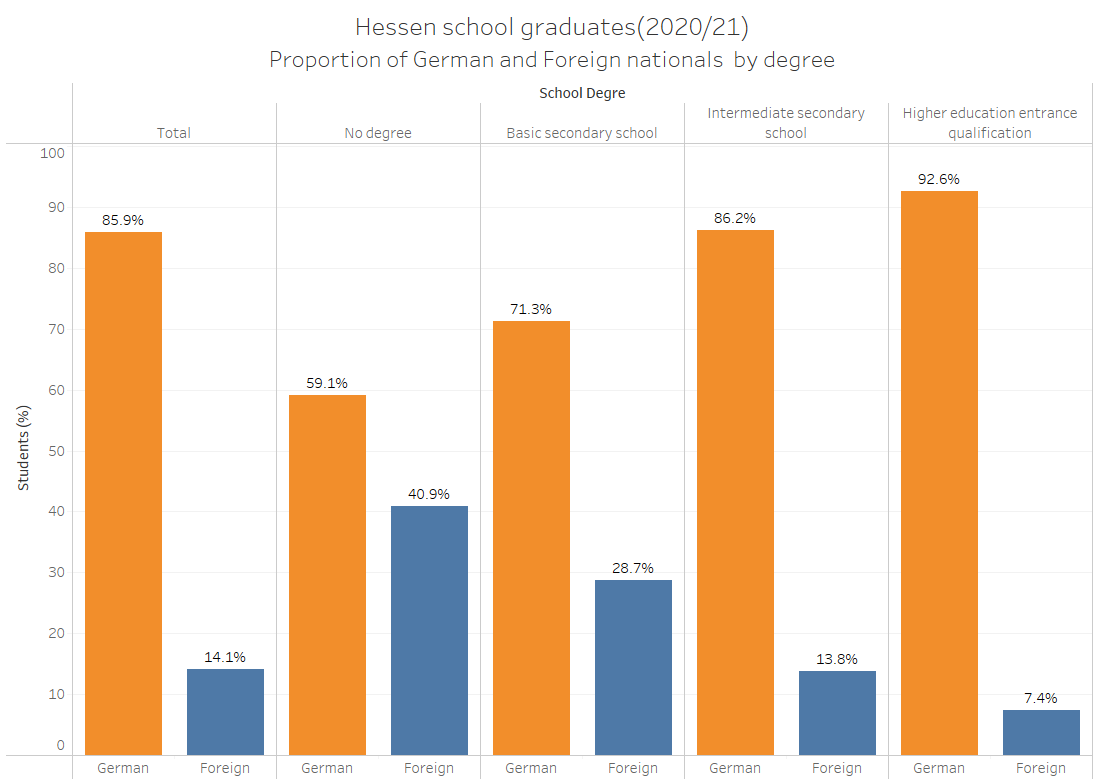 Hessen school graduates(2020/21)
Proportion of German and Foreign nationals  by degree
School Degre
Total
No degree
Basic secondary school
Intermediate secondary
school
Higher education entrance
qualification
Students (%)
100
90
80
70
60
50
40
30
20
10
0
85.9%
14.1%
59.1%
40.9%
71.3%
28.7%
86.2%
13.8%
92.6%
7.4%
German
Foreign
German
Foreign
German
Foreign
German
Foreign
German
Foreign